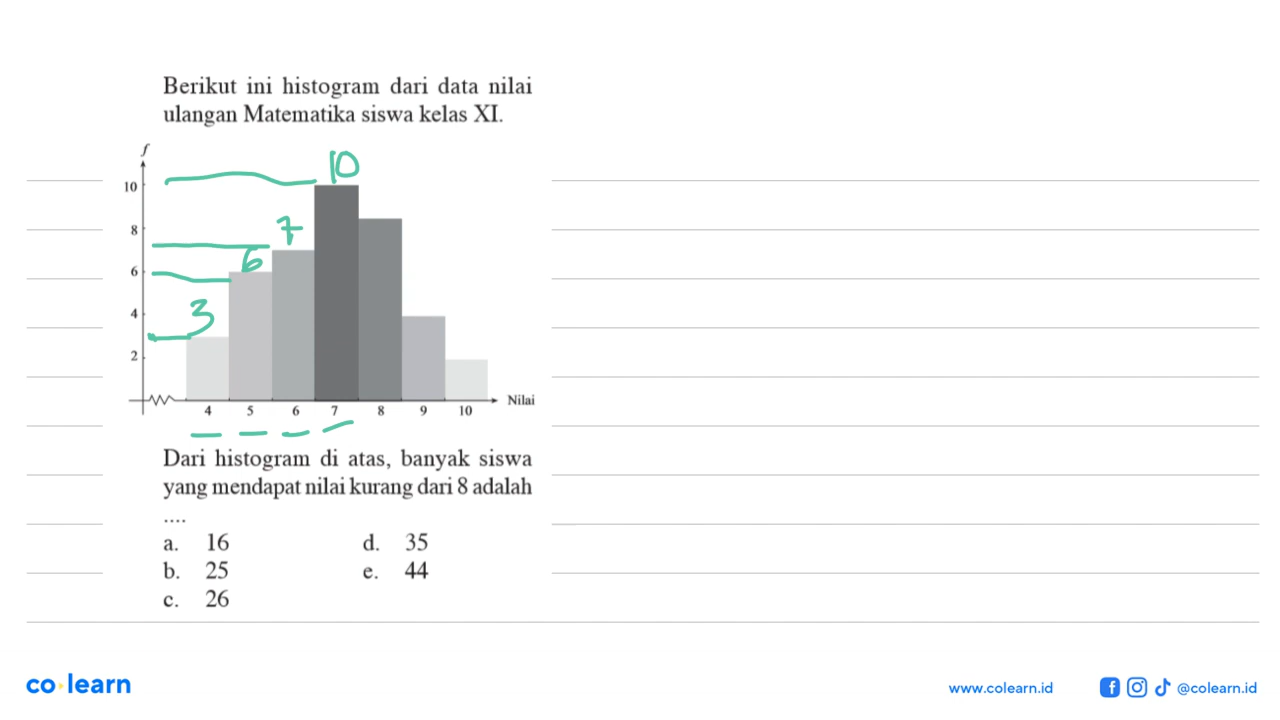 Berikut ini histogram dari data nilai
ulangan Matematika siswa kelas XI.
f
10
10
8
7
6
6
4
3
2
4 5 6 7 8 9 10 Nilai
Dari histogram di atas, banyak siswa
yang mendapat nilai kurang dari 8 adalah
....
a. 16 d. 35
b. 25 e. 44
c. 26
co learn
www.colearn.id @colearn.id